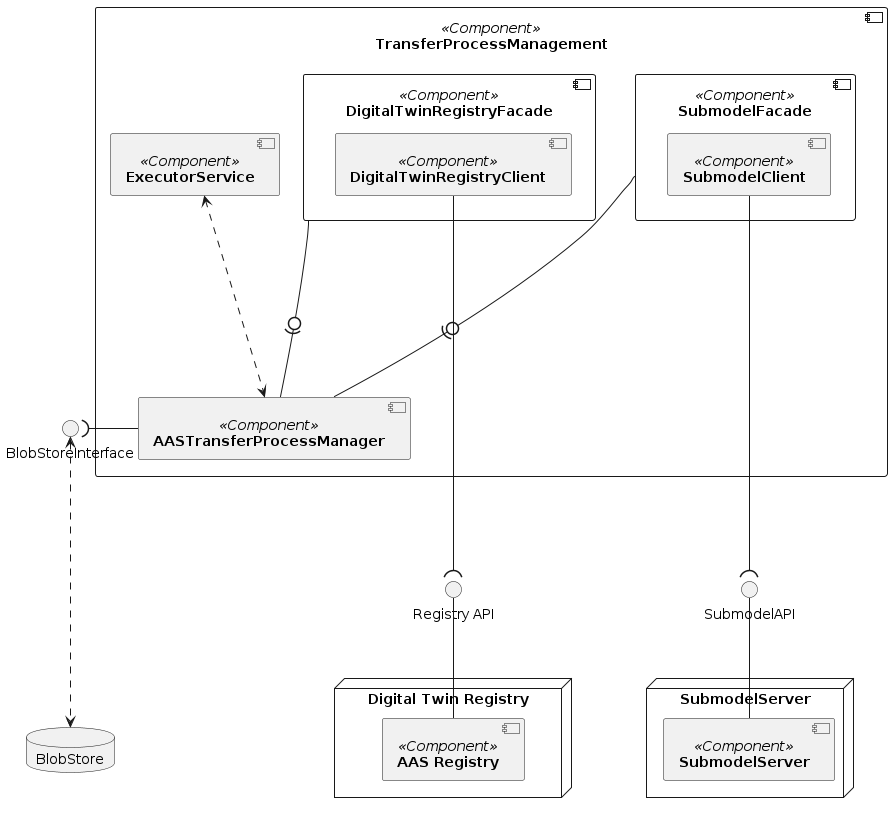 «Component»
TransferProcessManagement
«Component»
DigitalTwinRegistryFacade
«Component»
SubmodelFacade
«Component»
ExecutorService
«Component»
DigitalTwinRegistryClient
«Component»
SubmodelClient
«Component»
AASTransferProcessManager
BlobStoreInterface
Registry API
SubmodelAPI
Digital Twin Registry
SubmodelServer
«Component»
AAS Registry
«Component»
SubmodelServer
BlobStore